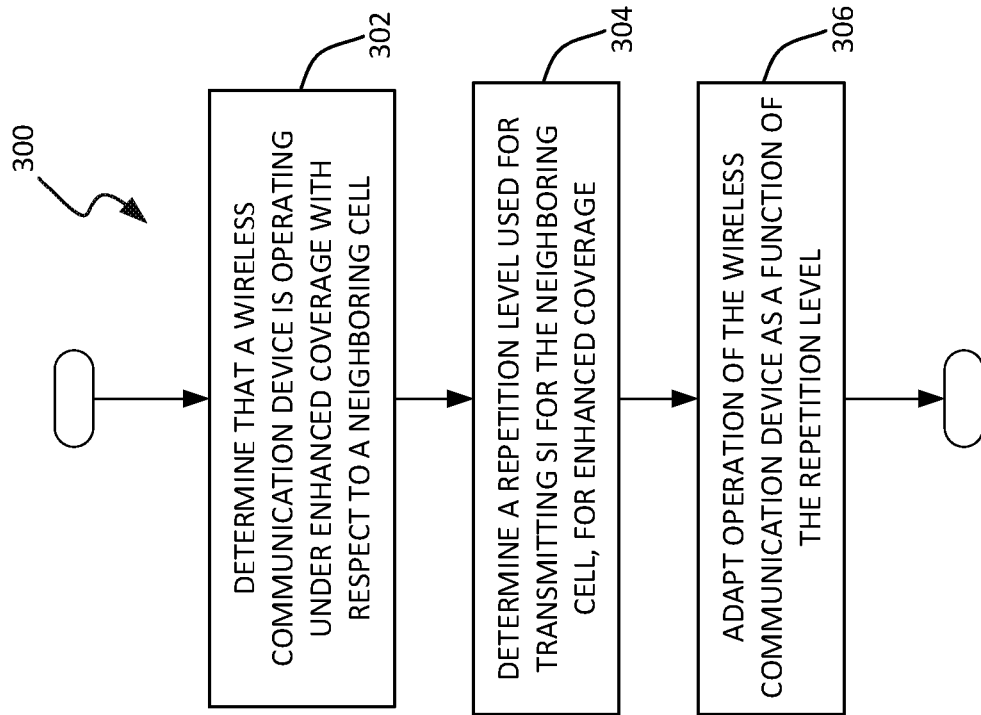 300
302
DETERMINE THAT A WIRELESS
COMMUNICATION DEVICE IS OPERATING
UNDER ENHANCED COVERAGE WITH
RESPECT TO A NEIGHBORING CELL
304
DETERMINE A REPETITION LEVEL USED FOR
TRANSMITTING SI FOR THE NEIGHBORING
CELL, FOR ENHANCED COVERAGE
306
ADAPT OPERATION OF THE WIRELESS
COMMUNICATION DEVICE AS A FUNCTION OF
THE REPETITION LEVEL